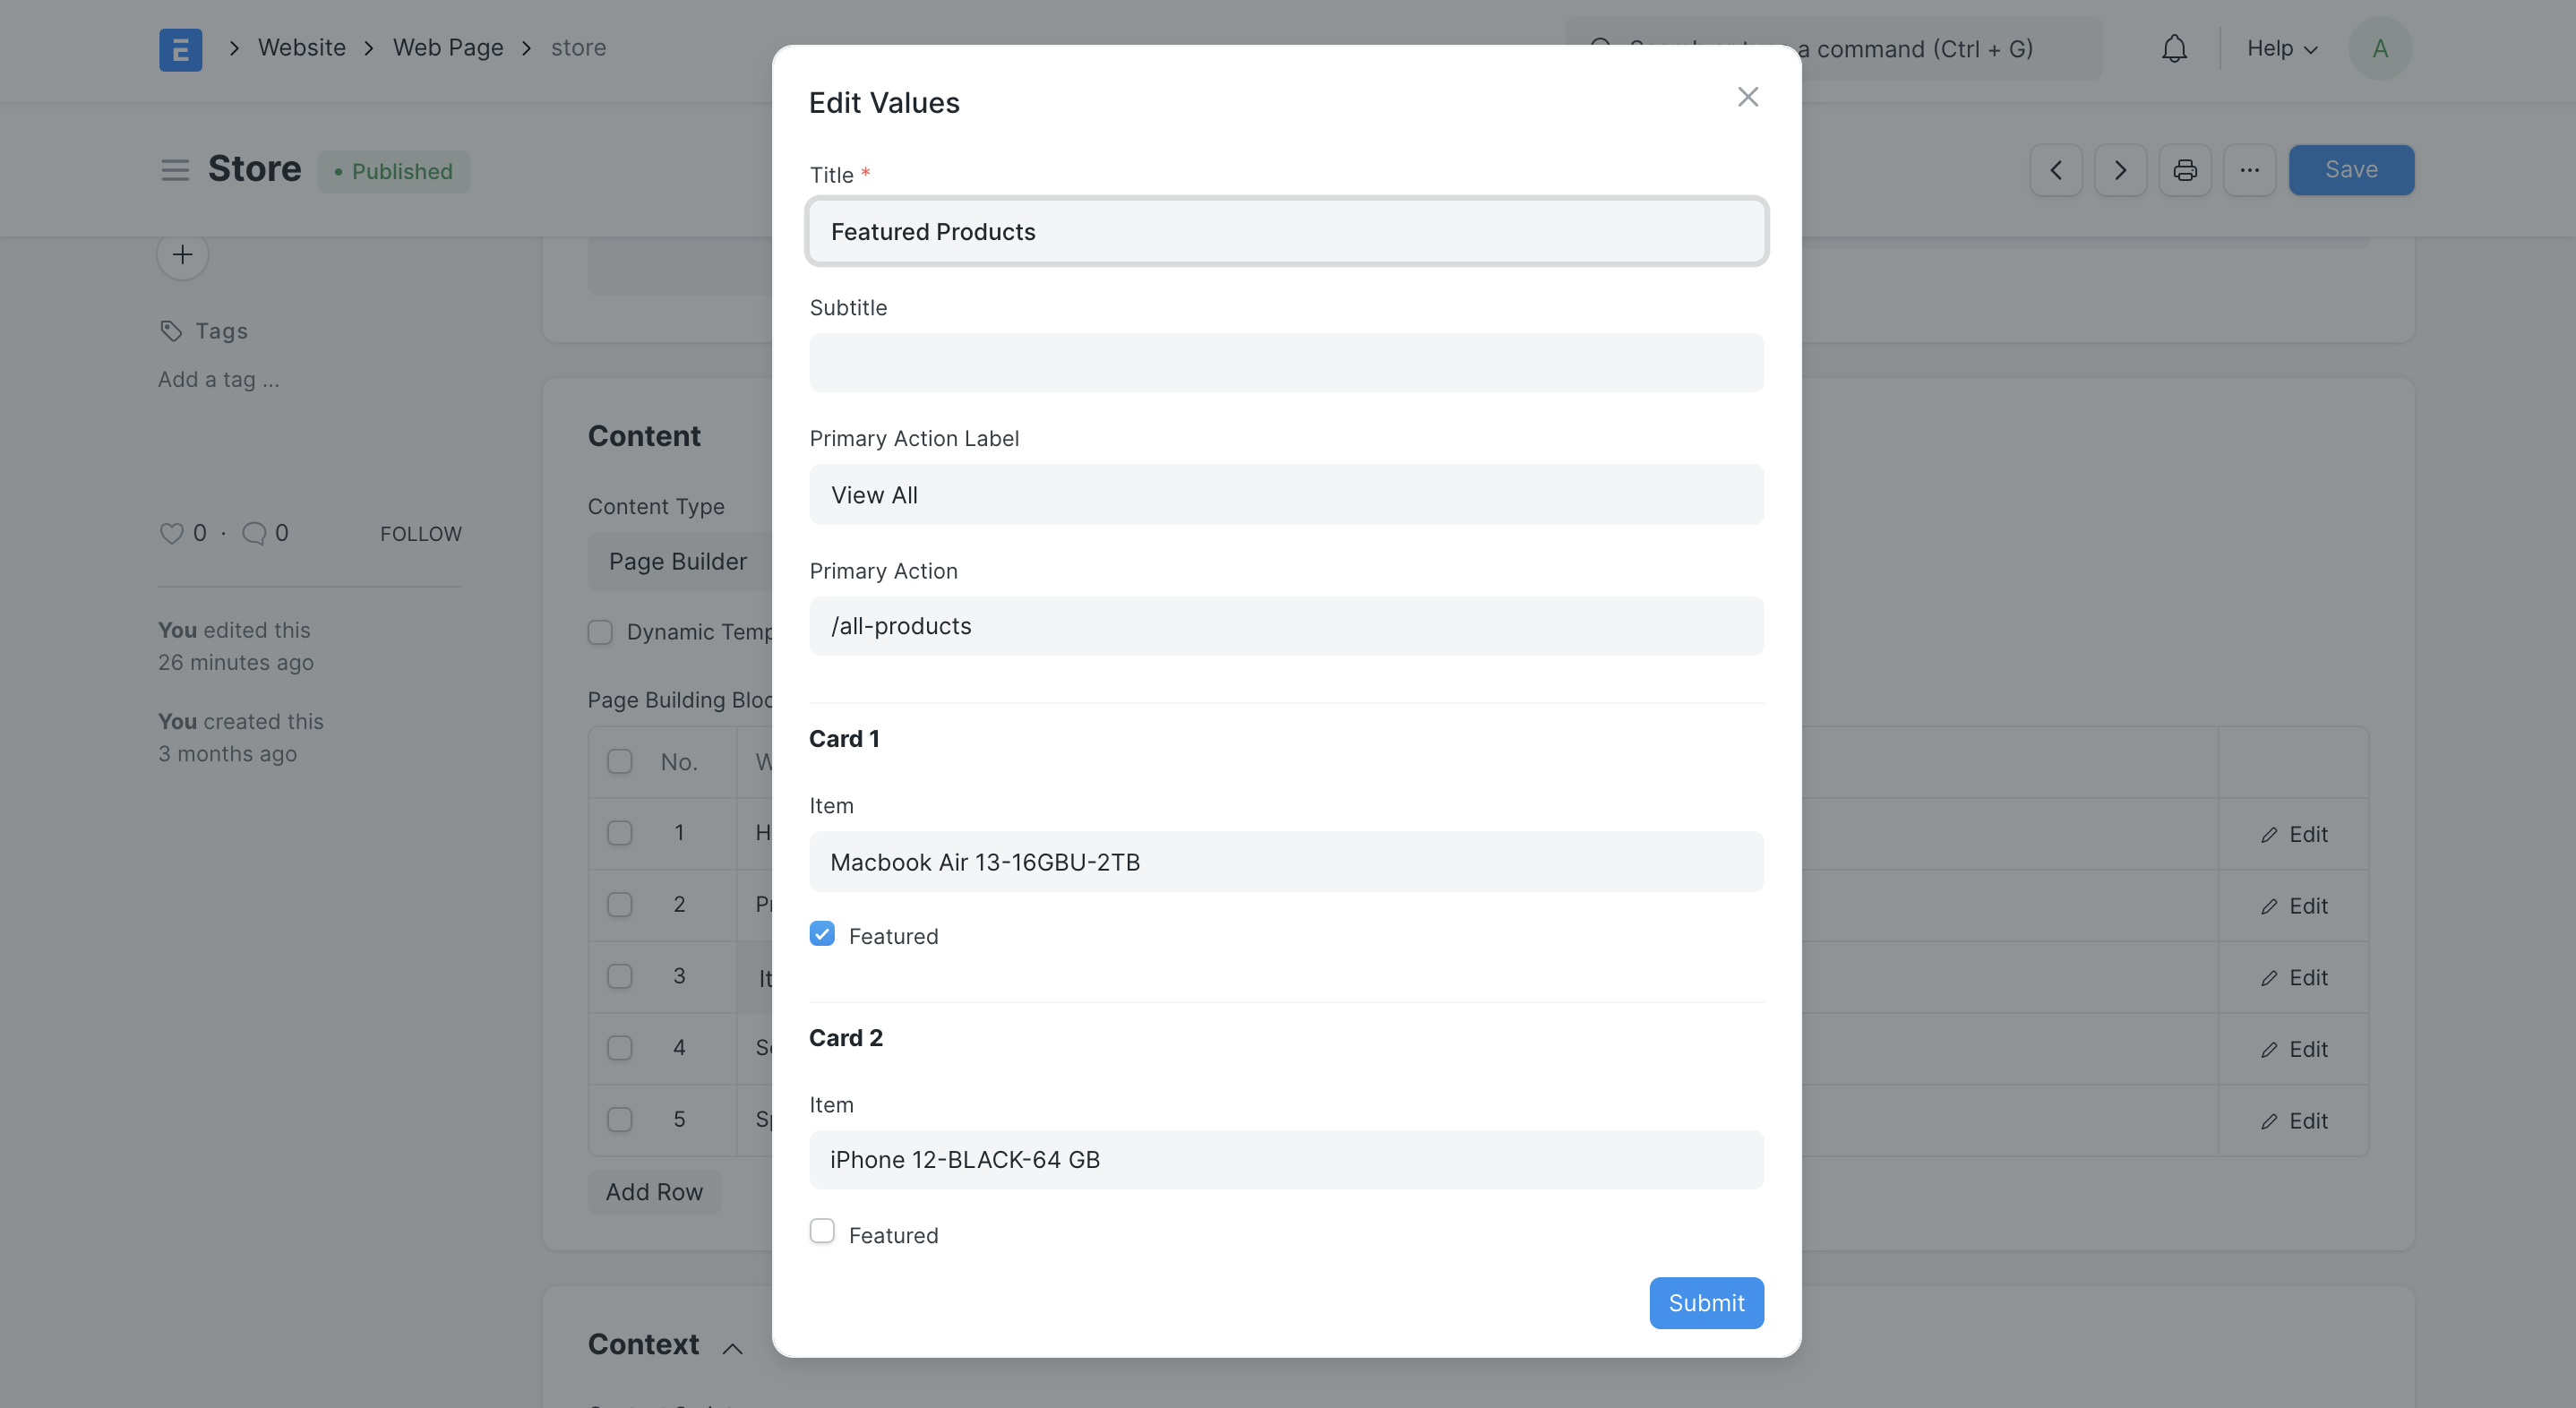 E Website Web Page store
a command (Ctrl + G)
Help
A
Store
Published
Save
Tags
Add a tag ...
0 · 0 FOLLOW
You edited this
26 minutes ago
You created this
3 months ago
Content
Content Type
Page Builder
Dynamic Temp
Page Building Bloc
No. W
1 H Edit
2 Edit
3 It Edit
4 Edit
5 Edit
Add Row
Context
Edit Values
Title *
Featured Products
Subtitle
Primary Action Label
View All
Primary Action
/all-products
Card 1
Item
Macbook Air 13-16GBU-2TB
Featured
Card 2
Item
iPhone 12-BLACK-64 GB
Featured
Submit